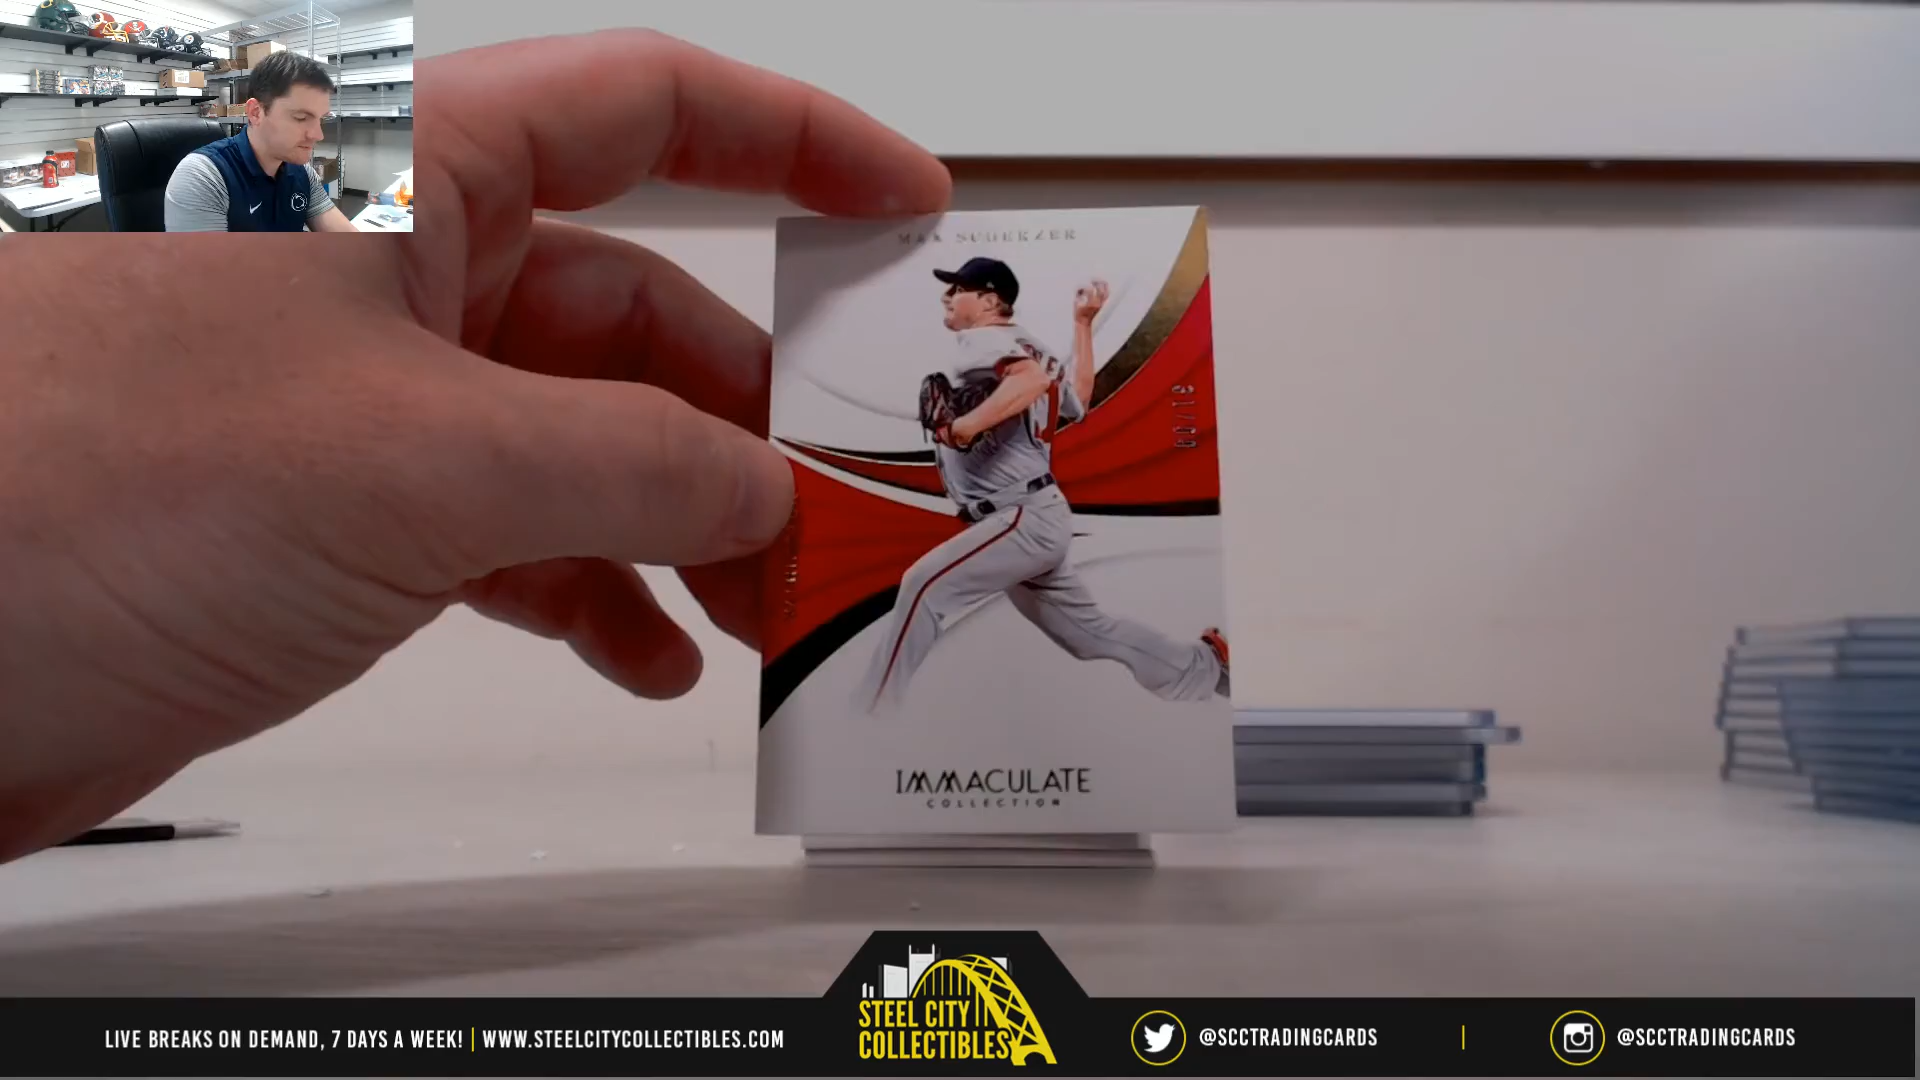 MAX SCHERZER
IMMACULATE
COLLECTION
LIVE BREAKS ON DEMAND, 7 DAYS A WEEK! | WWW.STEELCITYCOLLECTIBLES.COM
STEEL CITY
COLLECTIBLES
@SCCTRADINGCARDS
@SCCTRADINGCARDS